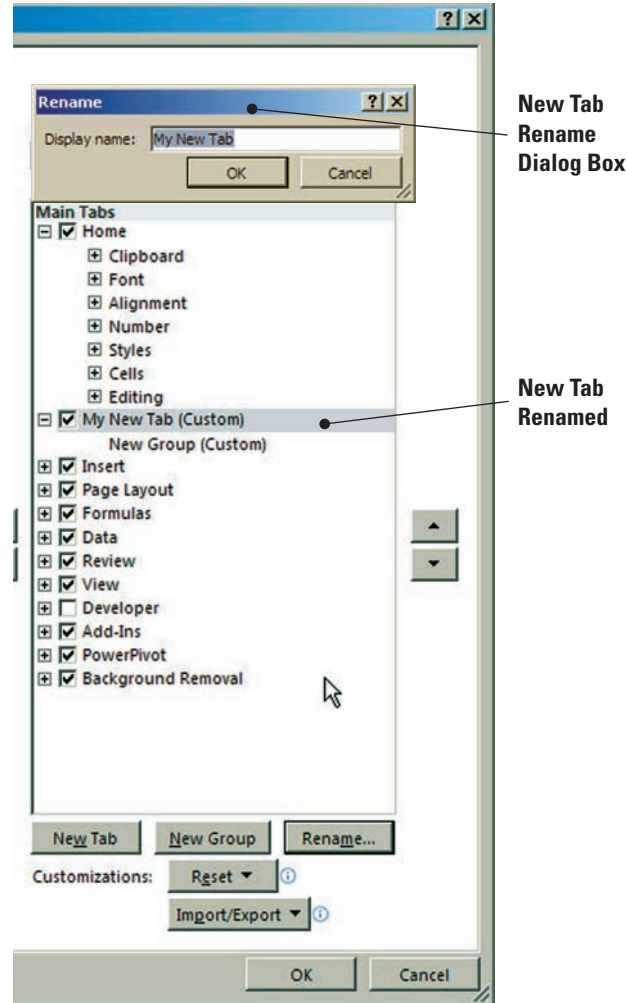 Rename
Display name: My New Tab
OK Cancel
New Tab
Rename
Dialog Box
Main Tabs
Home
Clipboard
Font
Alignment
Number
Styles
Cells
Editing
My New Tab (Custom)
New Group (Custom)
New Tab
Renamed
Insert
Page Layout
Formulas
Data
Review
View
Developer
Add-Ins
PowerPivot
Background Removal
New Tab New Group Rename...
Customizations: Reset
Import/Export
OK Cancel